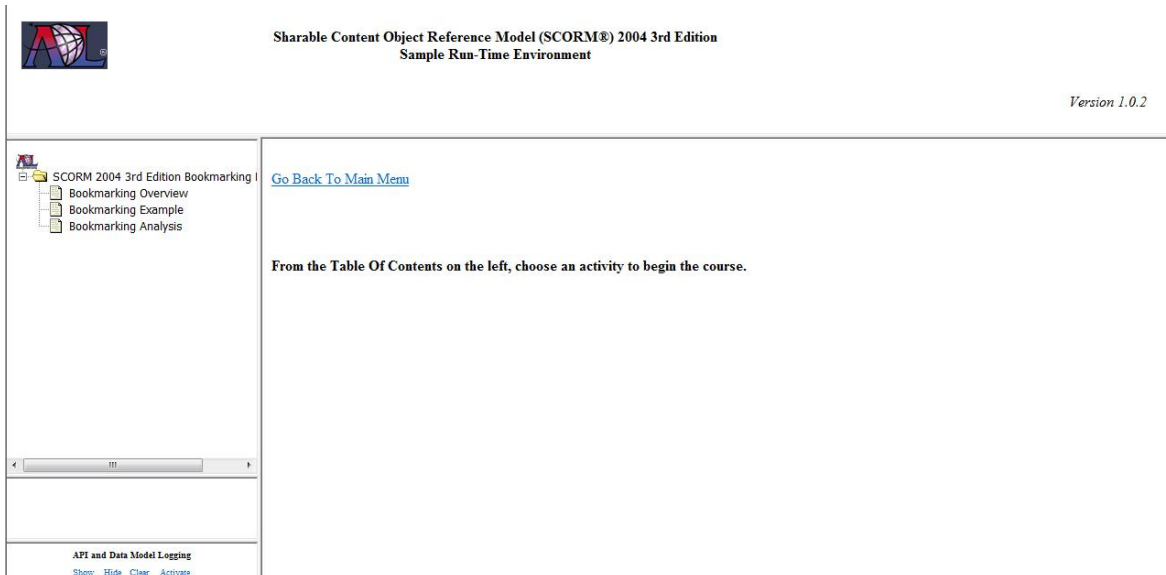 ADL®
Sharable Content Object Reference Model (SCORM®) 2004 3rd Edition
Sample Run-Time Environment
Version 1.0.2
ADL
SCORM 2004 3rd Edition Bookmarking
Bookmarking Overview
Bookmarking Example
Bookmarking Analysis
Go Back To Main Menu
From the Table Of Contents on the left, choose an activity to begin the course.
API and Data Model Logging
Show Hide Clear Activate